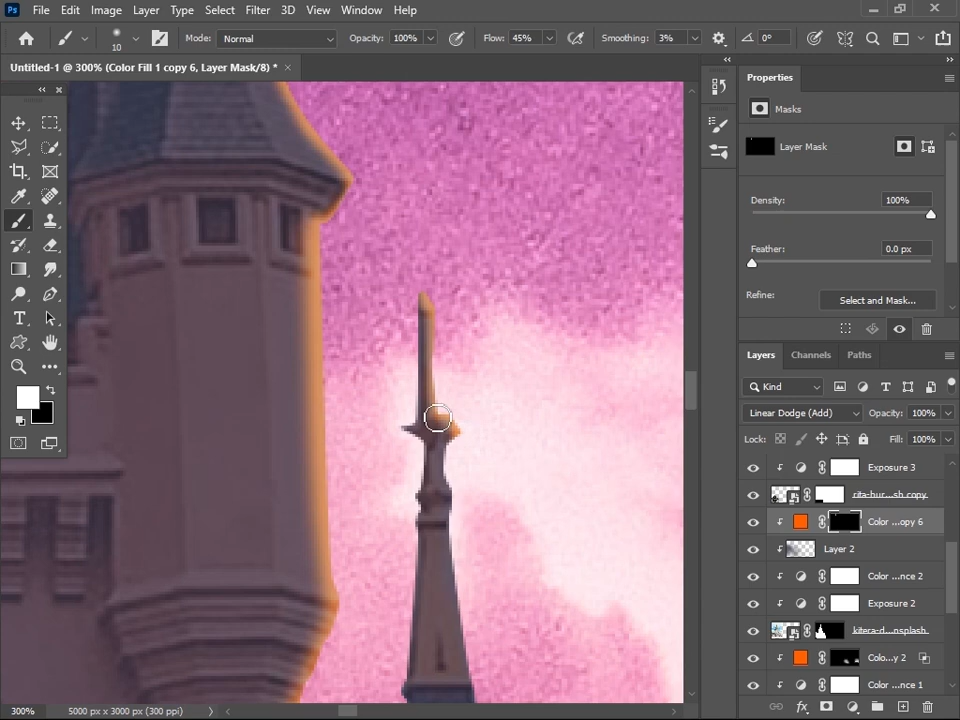 Ps File Edit Image Layer Type Select Filter 3D View Window Help
10 Mode: Normal Opacity: 100% Flow: 45% Smoothing: 3% 0°
Untitled-1 @ 300% (Color Fill 1 copy 6, Layer Mask/8) *
Properties
Masks
Layer Mask
Density: 100%
Feather: 0.0 px
Refine: Select and Mask...
Layers Channels Paths
Kind
Linear Dodge (Add) Opacity: 100%
Lock: Fill: 100%
Exposure 3
rita-bur...sh copy
Color ...opy 6
Layer 2
Color ...nce 2
Exposure 2
kitera-d...nsplash
Colo...y 2
Color ...nce 1
300% 5000 px x 3000 px (300 ppi)